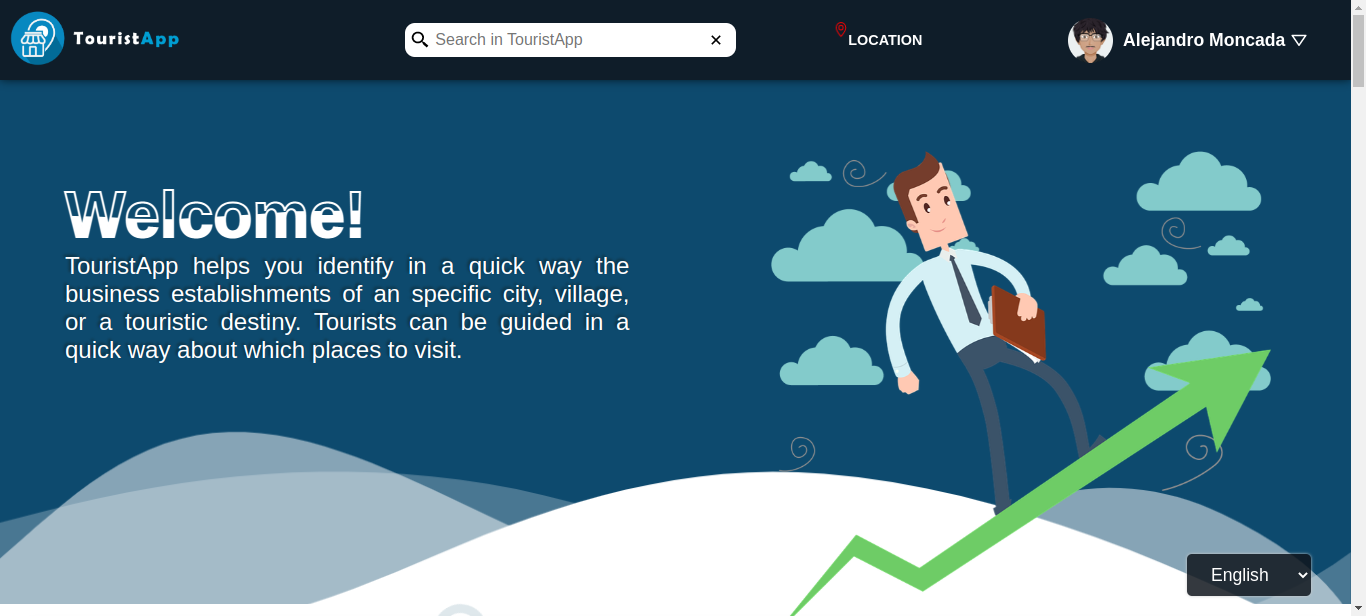 TouristApp
Search in TouristApp
LOCATION
Alejandro Moncada
Welcome!
TouristApp helps you identify in a quick way the
business establishments of an specific city, village,
or a touristic destiny. Tourists can be guided in a
quick way about which places to visit.
English